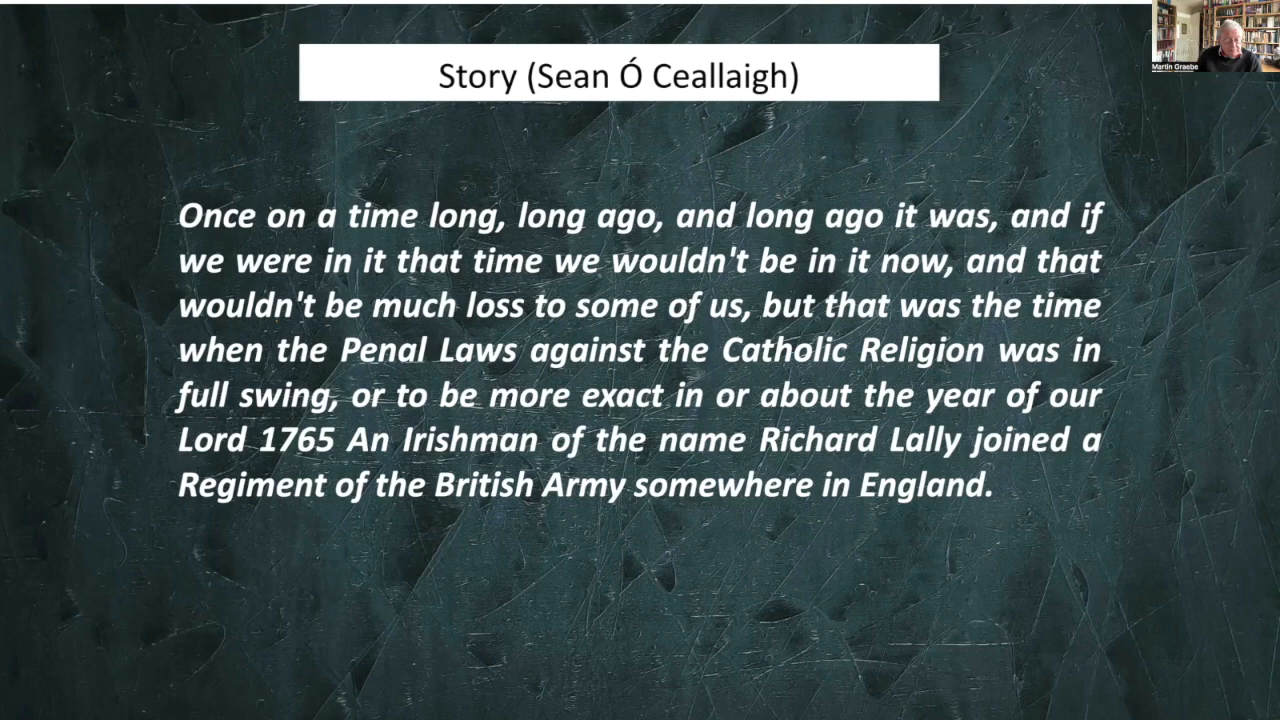 Story (Sean Ó Ceallaigh)
Martin Graebe
Once on a time long, long ago, and long ago it was, and if
we were in it that time we wouldn't be in it now, and that
wouldn't be much loss to some of us, but that was the time
when the Penal Laws against the Catholic Religion was in
full swing, or to be more exact in or about the year of our
Lord 1765 An Irishman of the name Richard Lally joined a
Regiment of the British Army somewhere in England.